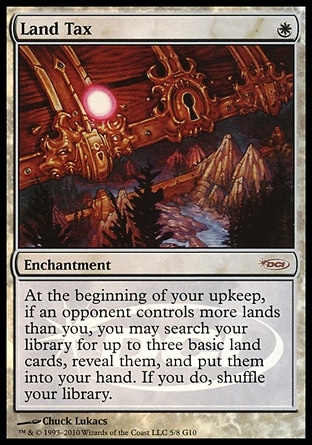 Land Tax
Enchantment
DCI
At the beginning of your upkeep,
if an opponent controls more lands
than you, you may search your
library for up to three basic land
cards, reveal them, and put them
into your hand. If you do, shuffle
your library.
Chuck Lukacs
™ & © 1993-2010 Wizards of the Coast LLC 5/8 G10